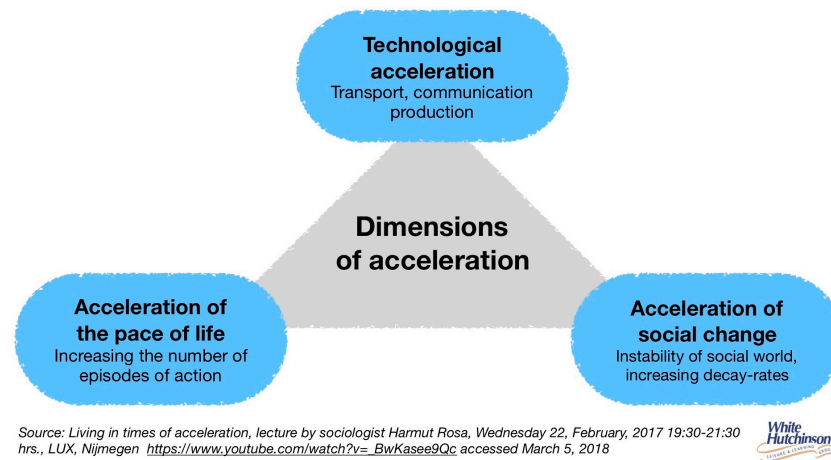 Technological
acceleration
Transport, communication
production
Dimensions
of acceleration
Acceleration of
the pace of life
Increasing the number of
episodes of action
Acceleration of
social change
Instability of social world,
increasing decay-rates
Source: Living in times of acceleration, lecture by sociologist Harmut Rosa, Wednesday 22, February, 2017 19:30-21:30
hrs., LUX, Nijmegen https://www.youtube.com/watch?v=_BwKasee9Qc accessed March 5, 2018
White
Hutchinson
LEISURE & LEARNING